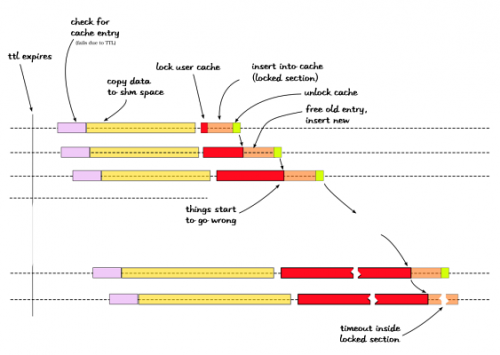 check for
cache entry
(fails due to TTL)
ttl expires
copy data
to shm space
lock user cache
insert into cache
(locked section)
unlock cache
free old entry,
insert new
things start
to go wrong
timeout inside
locked section